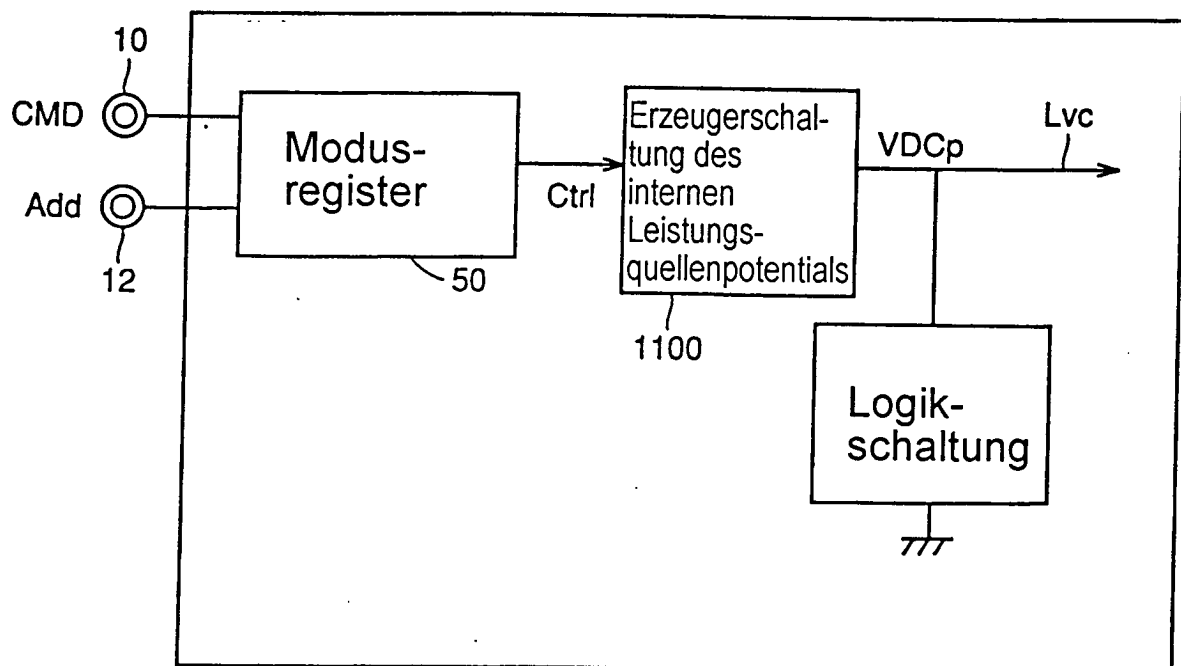 10
CMD
Add
12
Modus-
register
50
Ctrl
Erzeugerschal-
tung des
internen
Leistungs-
quellenpotentials
1100
VDCp
Lvc
Logik-
schaltung